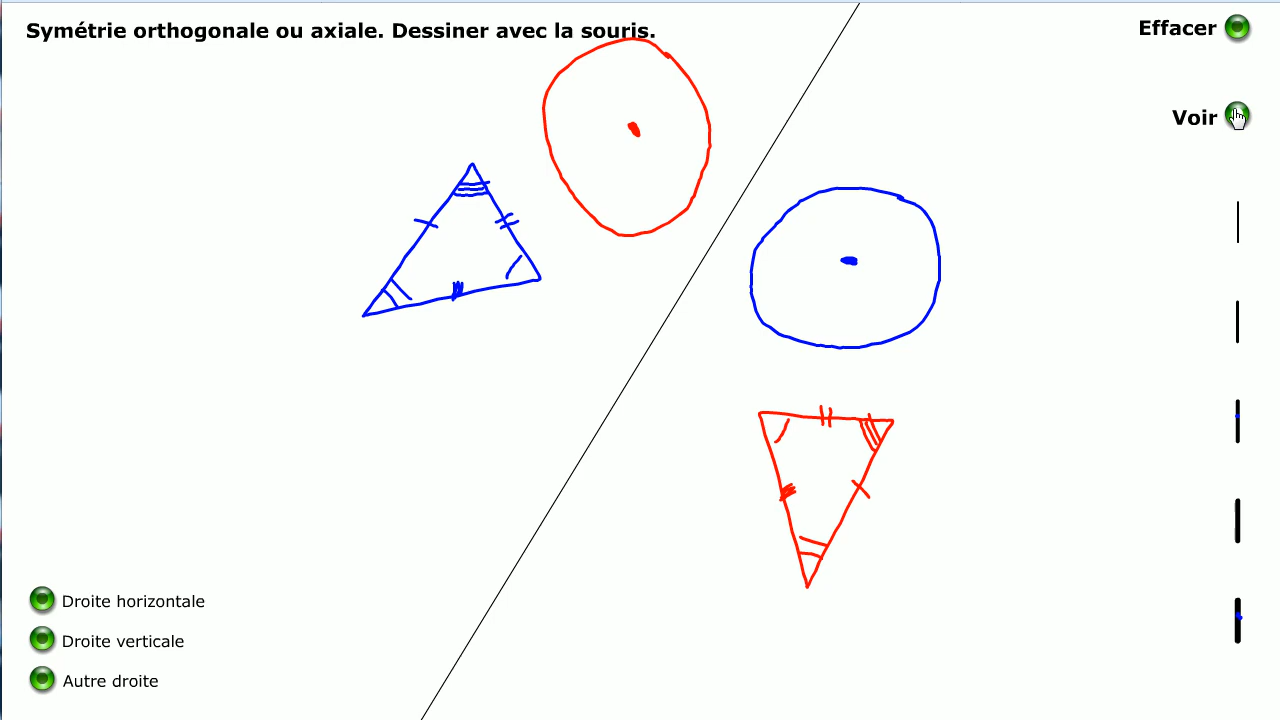 Symétrie orthogonale ou axiale. Dessiner avec la souris.
Effacer
Voir
Droite horizontale
Droite verticale
Autre droite